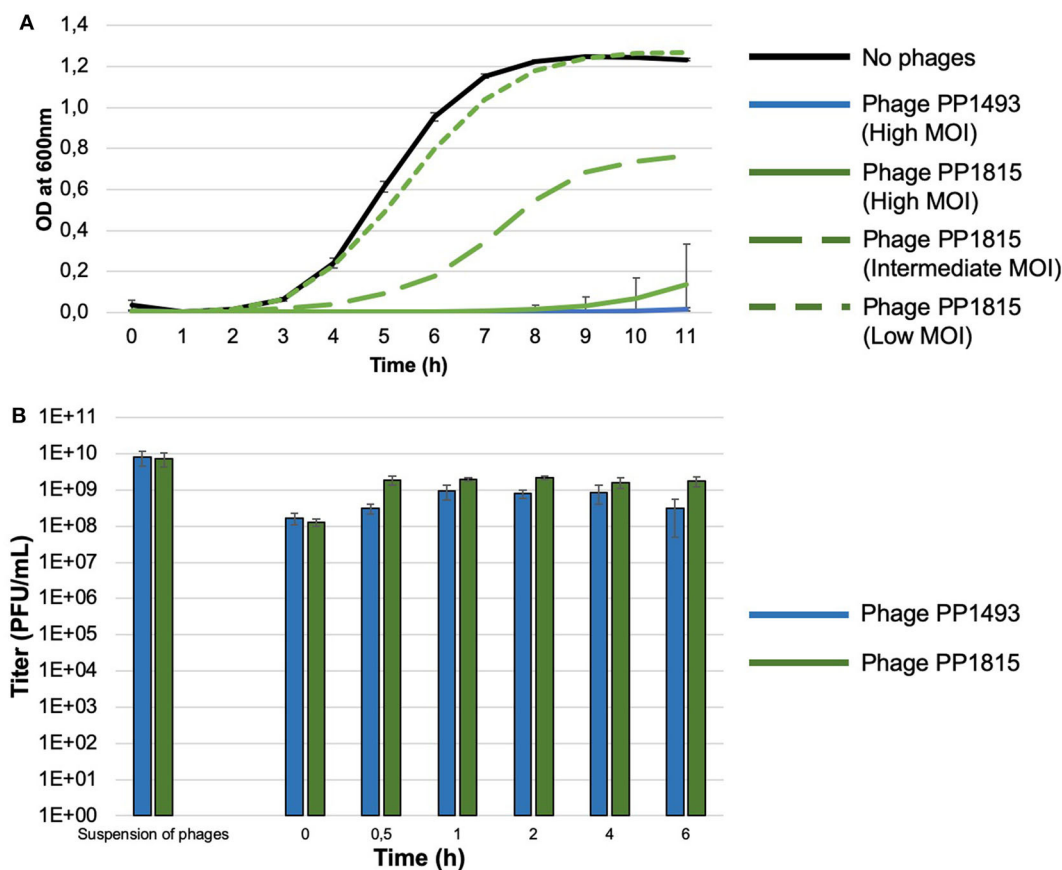 A
1,4
1,2
1,0
0,8
0,6
0,4
0,2
0,0
OD at 600nm
0 1 2 3 4 5 6 7 8 9 10 11
Time (h)
No phages
Phage PP1493
(High MOI)
Phage PP1815
(High MOI)
Phage PP1815
(Intermediate MOI)
Phage PP1815
(Low MOI)
B
1E+11
1E+10
1E+09
1E+08
1E+07
1E+06
1E+05
1E+04
1E+03
1E+02
1E+01
1E+00
Titer (PFU/mL)
Suspension of phages 0 0,5 1 2 4 6
Time (h)
Phage PP1493
Phage PP1815